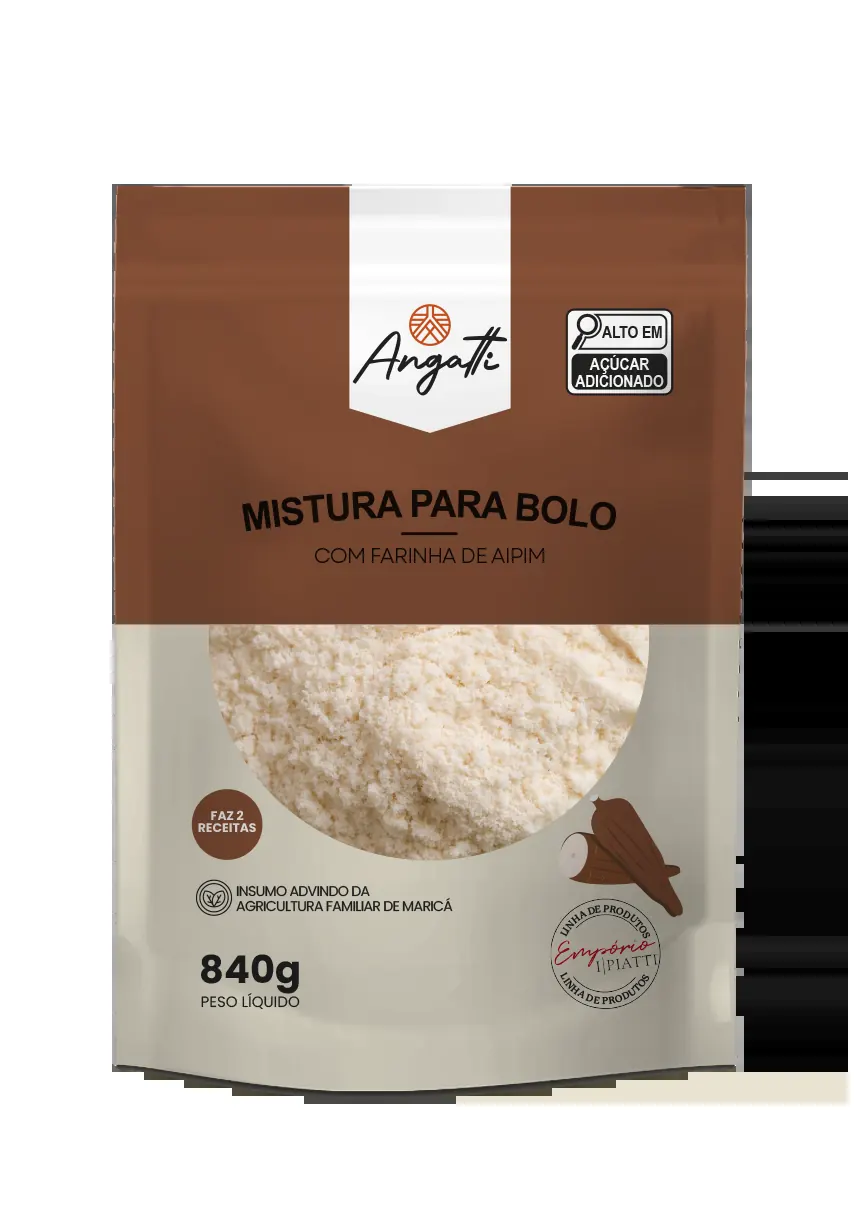 Angatti
ALTO EM
AÇÚCAR
ADICIONADO
MISTURA PARA BOLO
COM FARINHA DE AIPIM
FAZ 2
RECEITAS
INSUMO ADVINDO DA
AGRICULTURA FAMILIAR DE MARICÁ
840g
PESO LÍQUIDO
LINHA DE PRODUTOS
Empório
I|PIATTI
LINHA DE PRODUTOS